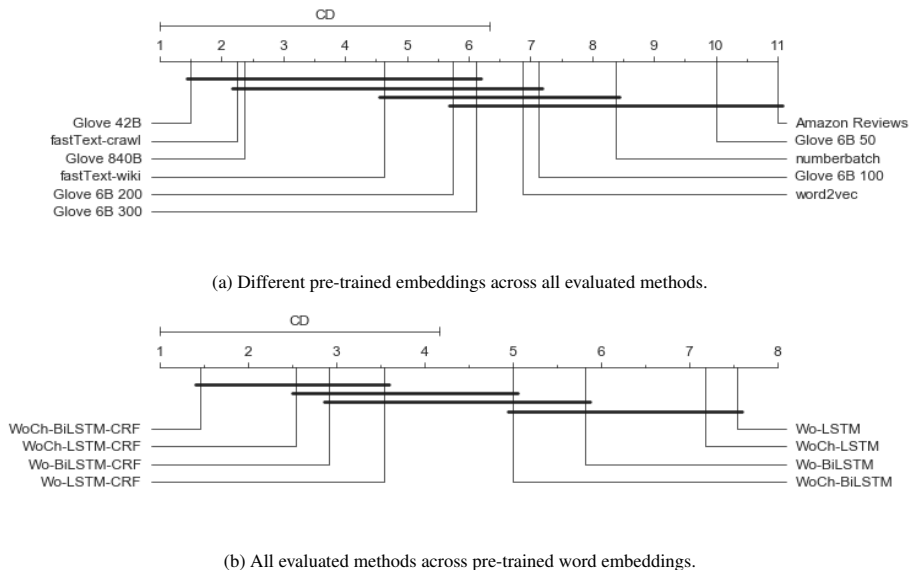 CD
1 2 3 4 5 6 7 8 9 10 11
Glove 42B Amazon Reviews
fastText-crawl Glove 6B 50
Glove 840B numberbatch
fastText-wiki Glove 6B 100
Glove 6B 200 word2vec
Glove 6B 300
(a) Different pre-trained embeddings across all evaluated methods.
CD
1 2 3 4 5 6 7 8
WoCh-BiLSTM-CRF Wo-LSTM
WoCh-LSTM-CRF WoCh-LSTM
Wo-BiLSTM-CRF Wo-BiLSTM
Wo-LSTM-CRF WoCh-BiLSTM
(b) All evaluated methods across pre-trained word embeddings.